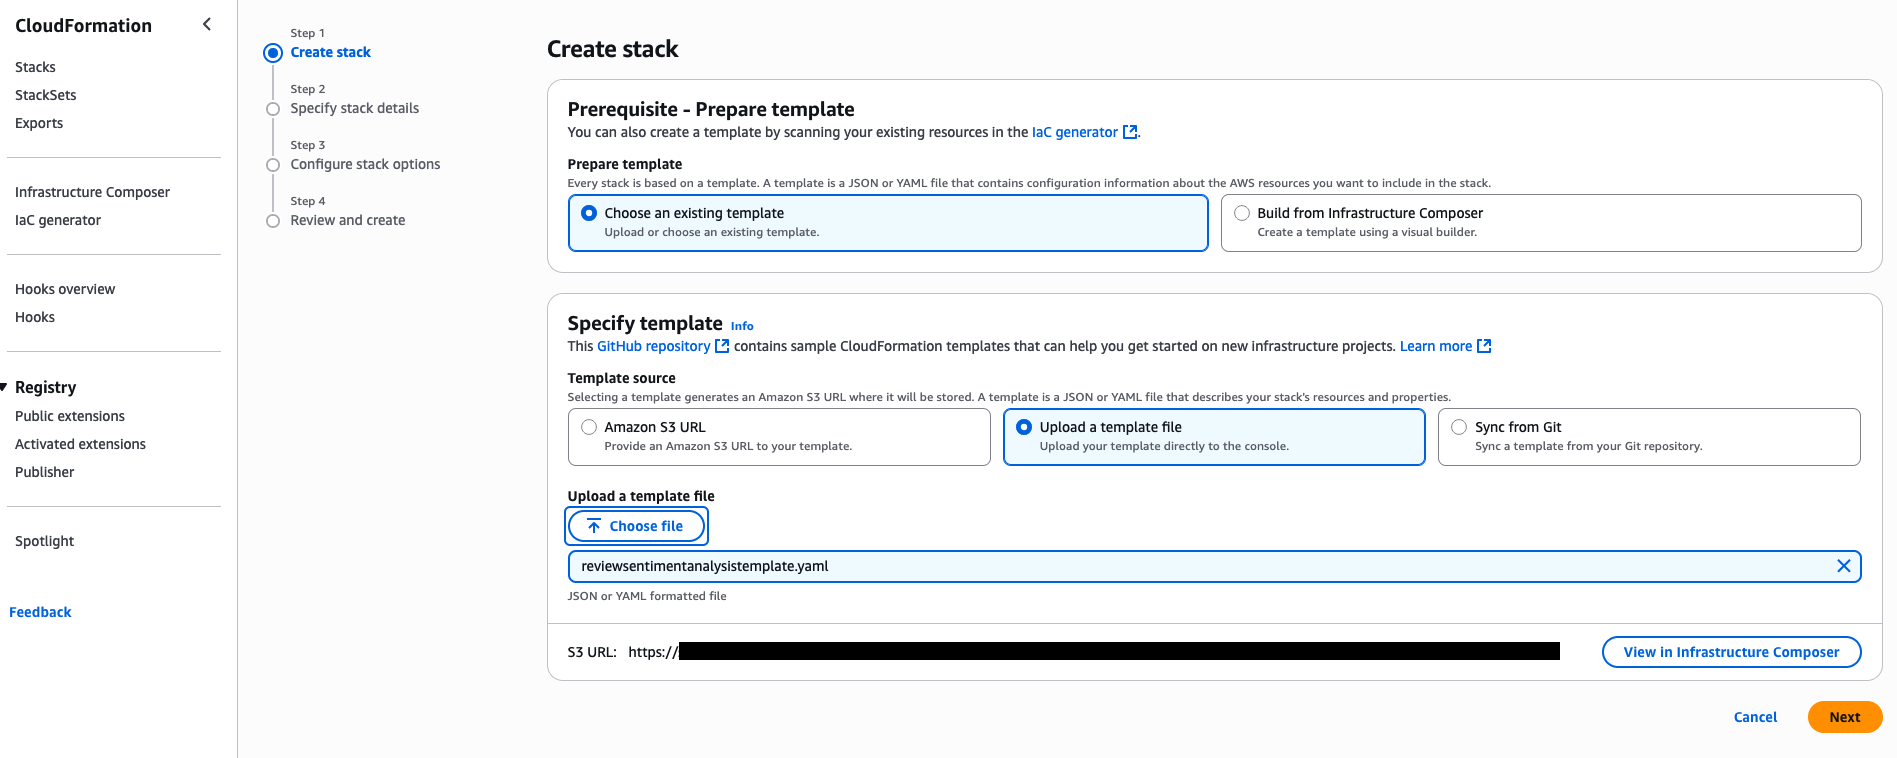 CloudFormation
Stacks
StackSets
Exports
Infrastructure Composer
IaC generator
Hooks overview
Hooks
Registry
Public extensions
Activated extensions
Publisher
Spotlight
Feedback
Step 1
Create stack
Step 2
Specify stack details
Step 3
Configure stack options
Step 4
Review and create
Create stack
Prerequisite - Prepare template
You can also create a template by scanning your existing resources in the IaC generator.
Prepare template
Every stack is based on a template. A template is a JSON or YAML file that contains configuration information about the AWS resources you want to include in the stack.
Choose an existing template
Upload or choose an existing template.
Build from Infrastructure Composer
Create a template using a visual builder.
Specify template Info
This GitHub repository contains sample CloudFormation templates that can help you get started on new infrastructure projects. Learn more
Template source
Selecting a template generates an Amazon S3 URL where it will be stored. A template is a JSON or YAML file that describes your stack's resources and properties.
Amazon S3 URL
Provide an Amazon S3 URL to your template.
Upload a template file
Upload your template directly to the console.
Sync from Git
Sync a template from your Git repository.
Upload a template file
Choose file
reviewsentimentanalysistemplate.yaml
JSON or YAML formatted file
S3 URL: https://
View in Infrastructure Composer
Cancel
Next